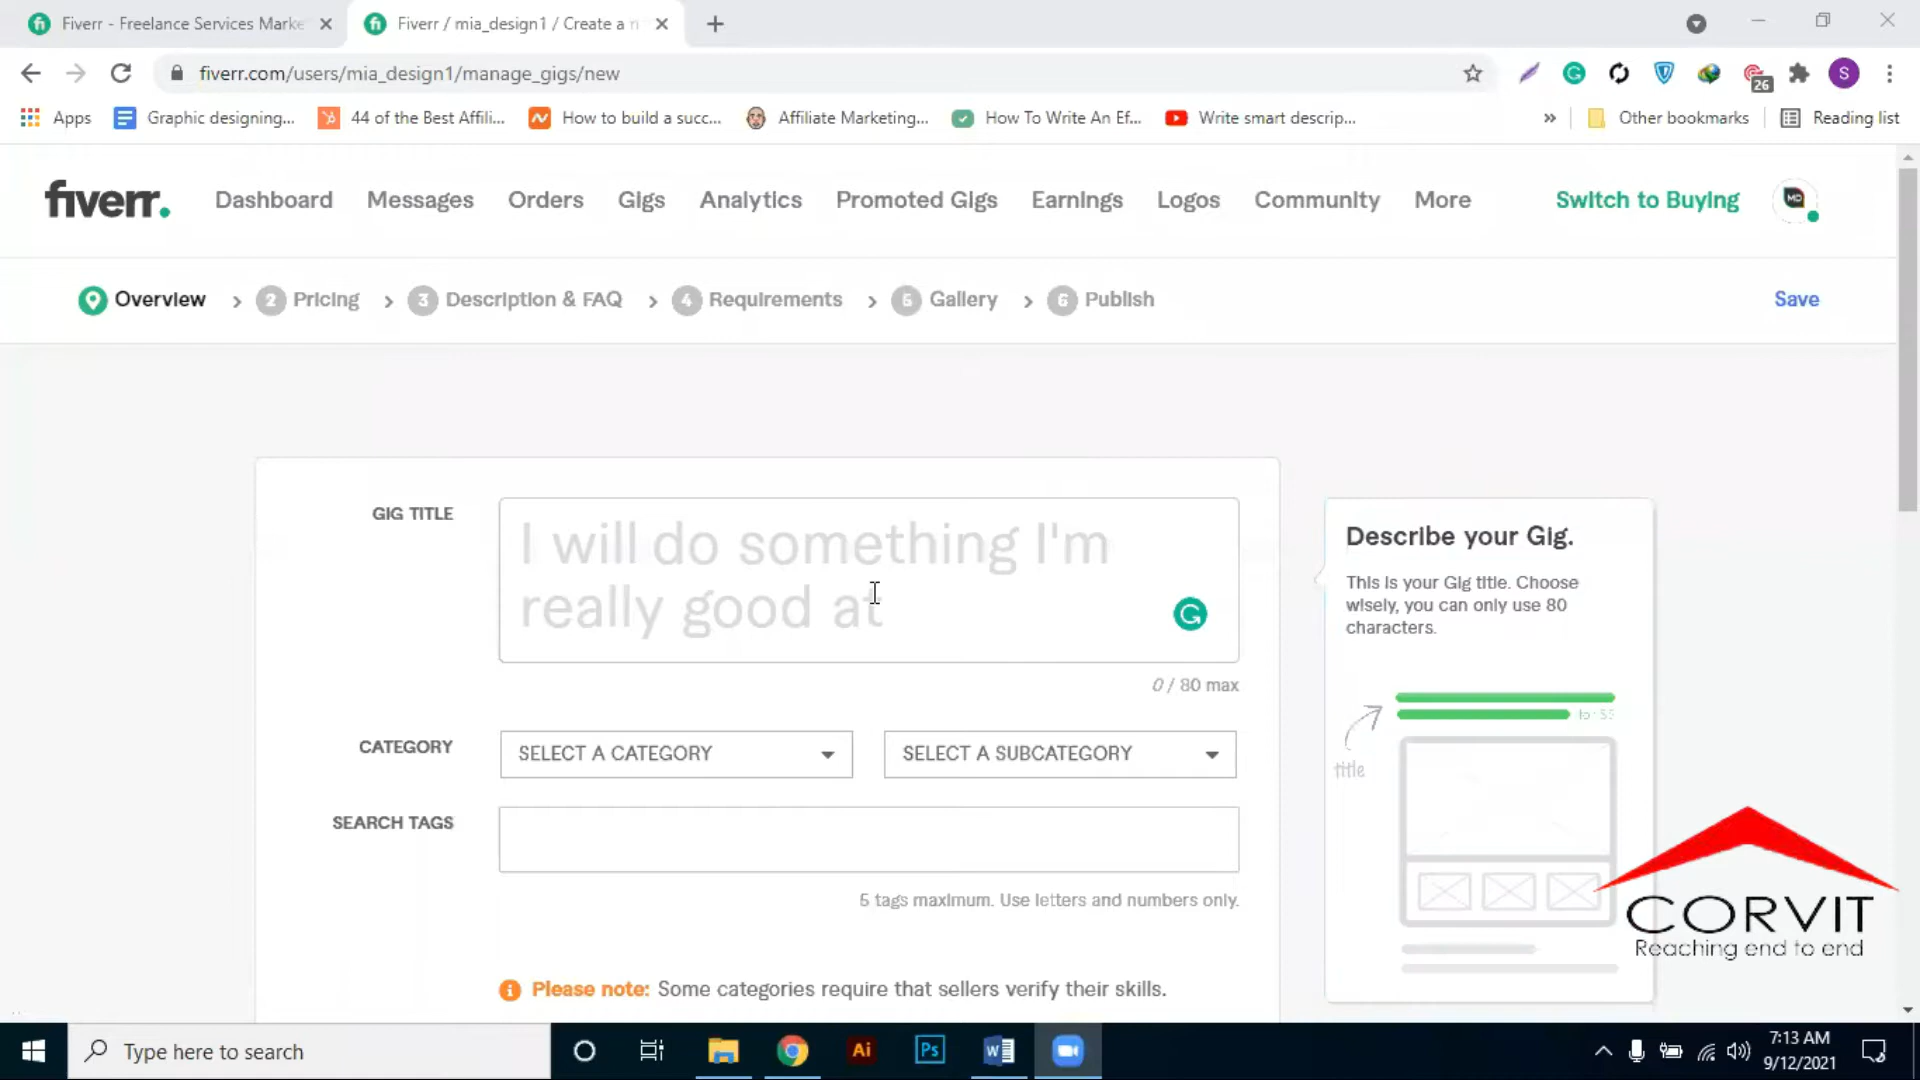 Fiverr - Freelance Services Marke
Fiverr / mia_design1 / Create a n
fiverr.com/users/mia_design1/manage_gigs/new
S
26
Apps
Graphic designing...
44 of the Best Affili...
How to build a succ...
Affiliate Marketing...
How To Write An Ef...
Write smart descrip...
Other bookmarks
Reading list
fiverr.
Dashboard
Messages
Orders
Gigs
Analytics
Promoted Gigs
Earnings
Logos
Community
More
Switch to Buying
MD
Overview
2 Pricing
3 Description & FAQ
4 Requirements
5 Gallery
6 Publish
Save
GIG TITLE
I will do something I'm
really good at
0 / 80 max
CATEGORY
SELECT A CATEGORY
SELECT A SUBCATEGORY
SEARCH TAGS
5 tags maximum. Use letters and numbers only.
Please note: Some categories require that sellers verify their skills.
Describe your Gig.
This is your Gig title. Choose
wisely, you can only use 80
characters.
title
CORVIT
Reaching end to end
Type here to search
Ai
Ps
7:13 AM
9/12/2021